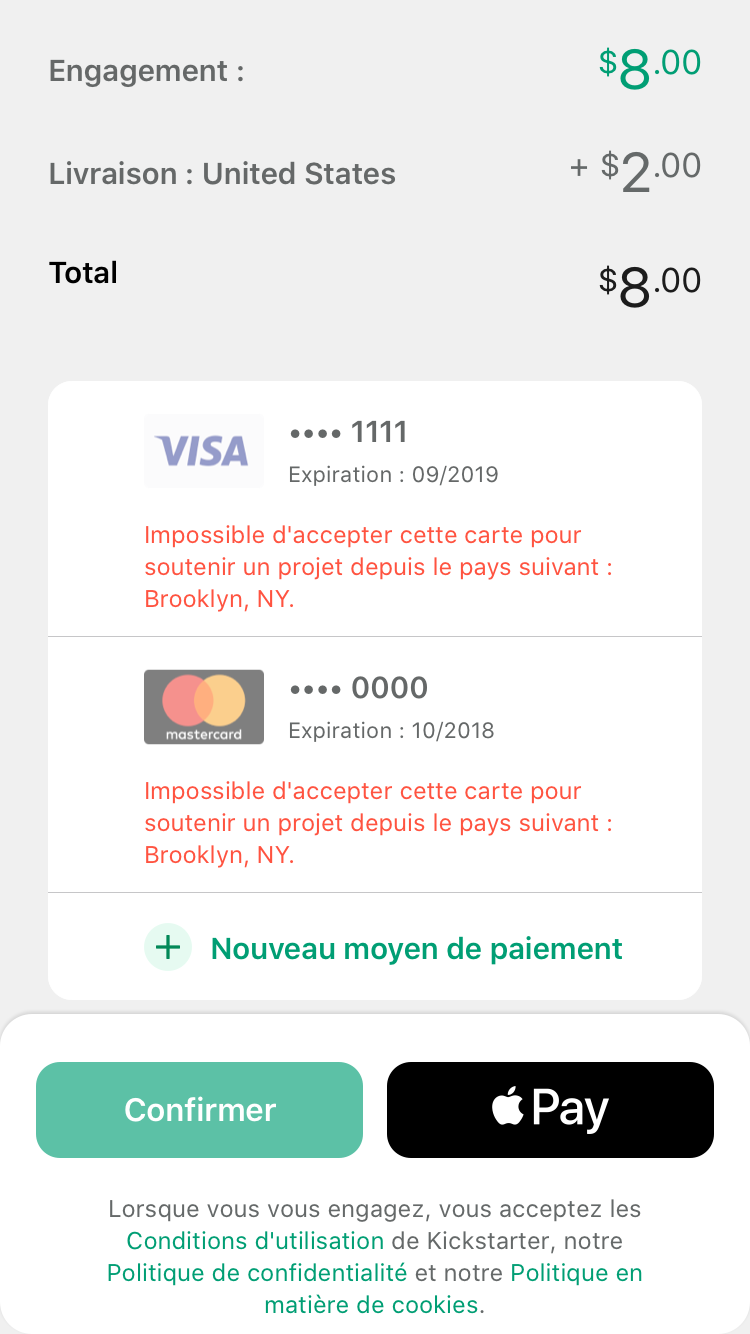 Engagement :
$8.00
Livraison : United States
+ $2.00
Total
$8.00
VISA
•••• 1111
Expiration : 09/2019
Impossible d'accepter cette carte pour
soutenir un projet depuis le pays suivant :
Brooklyn, NY.
mastercard
•••• 0000
Expiration : 10/2018
Impossible d'accepter cette carte pour
soutenir un projet depuis le pays suivant :
Brooklyn, NY.
+ Nouveau moyen de paiement
Confirmer
Pay
Lorsque vous vous engagez, vous acceptez les
Conditions d'utilisation de Kickstarter, notre
Politique de confidentialité et notre Politique en
matière de cookies.